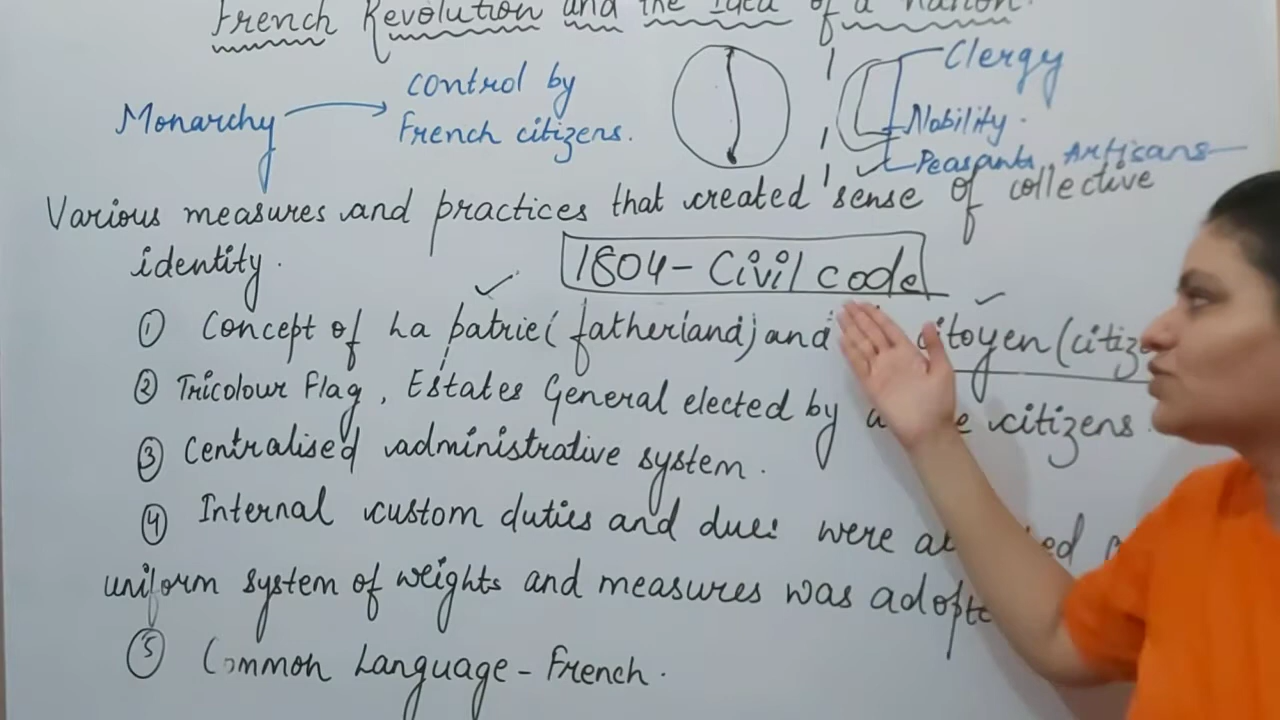 French Revolution and the Idea of a nation.
Monarchy → control by
French citizens.
Clergy
Nobility.
Peasants, Artisans
Various measures and practices that created sense of collective
identity.
1804 - Civil code
① Concept of La patrie (fatherland) and citoyen (citiz
② Tricolour Flag, Estates General elected by citizens.
③ Centralised administrative system.
④ Internal custom duties and dues were
uniform system of weights and measures was adopte
⑤ Common Language - French.